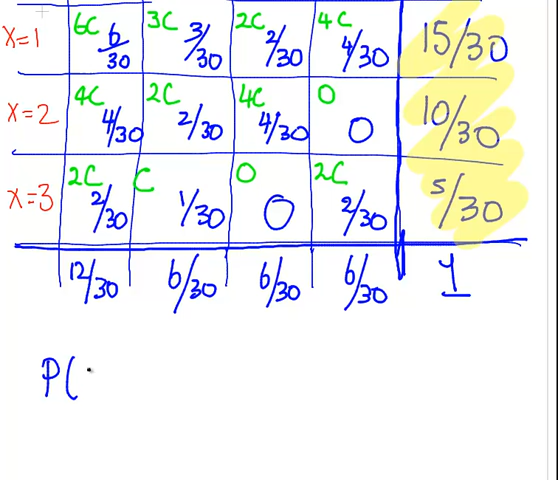 x=1 6C 6/30 3C 3/30 2C 2/30 4C 4/30 15/30
x=2 4C 4/30 2C 2/30 4C 4/30 0 0 10/30
x=3 2C 2/30 C 1/30 0 0 2C 2/30 5/30
12/30 6/30 6/30 6/30 1
P(